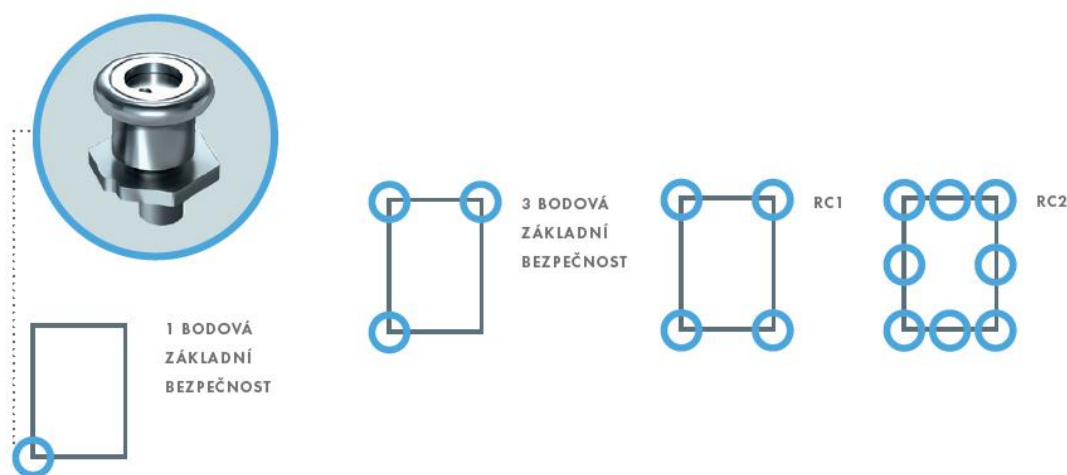 3 BODOVÁ
ZÁKLADNÍ
BEZPEČNOST
RC1
RC2
1 BODOVÁ
ZÁKLADNÍ
BEZPEČNOST